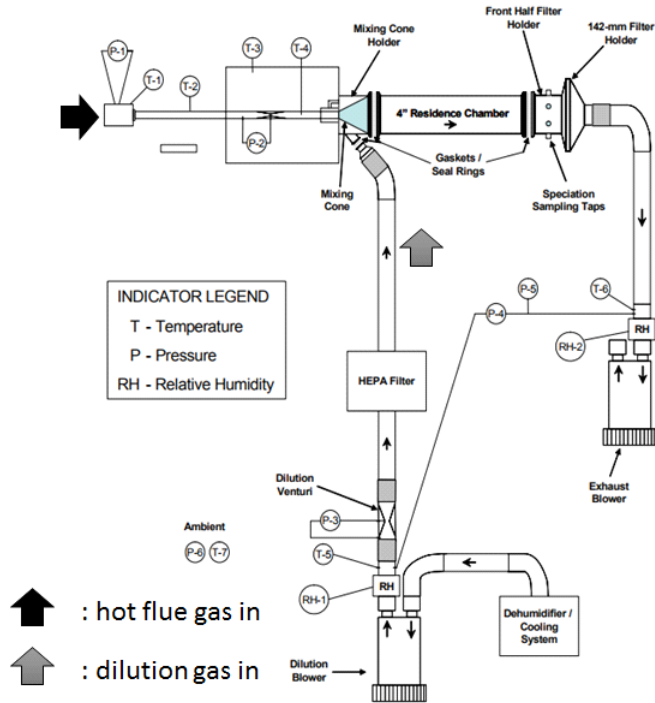 Mixing Cone
Holder
Front Half Filter
Holder
142-mm Filter
Holder
P-1
T-1
T-2
T-3
T-4
P-2
4" Residence Chamber
Gaskets /
Seal Rings
Mixing
Cone
Speciation
Sampling Taps
INDICATOR LEGEND
T - Temperature
P - Pressure
RH - Relative Humidity
P-5
P-4
T-6
RH
RH-2
HEPA Filter
Exhaust
Blower
Dilution
Venturi
P-3
Ambient
P-6
T-7
T-5
RH
RH-1
Dehumidifier /
Cooling
System
Dilution
Blower
: hot flue gas in
: dilution gas in